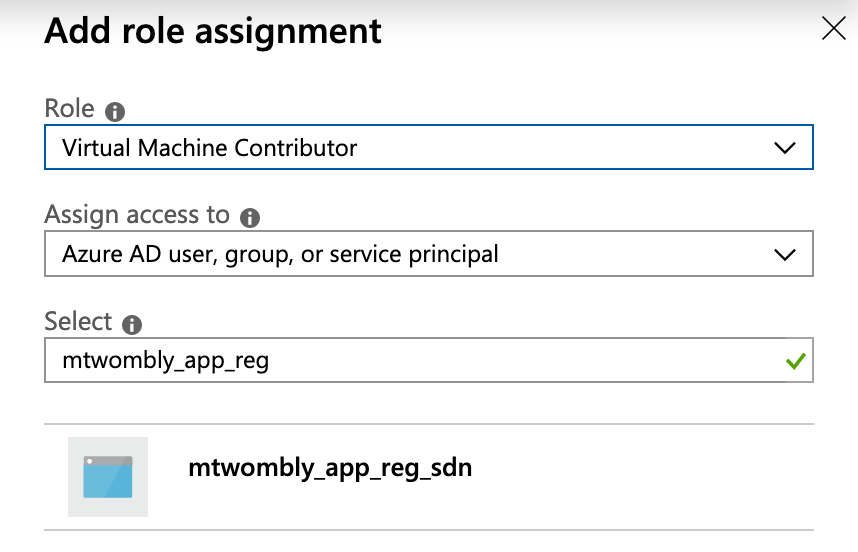 Add role assignment
Role
Virtual Machine Contributor
Assign access to
Azure AD user, group, or service principal
Select
mtwombly_app_reg
mtwombly_app_reg_sdn